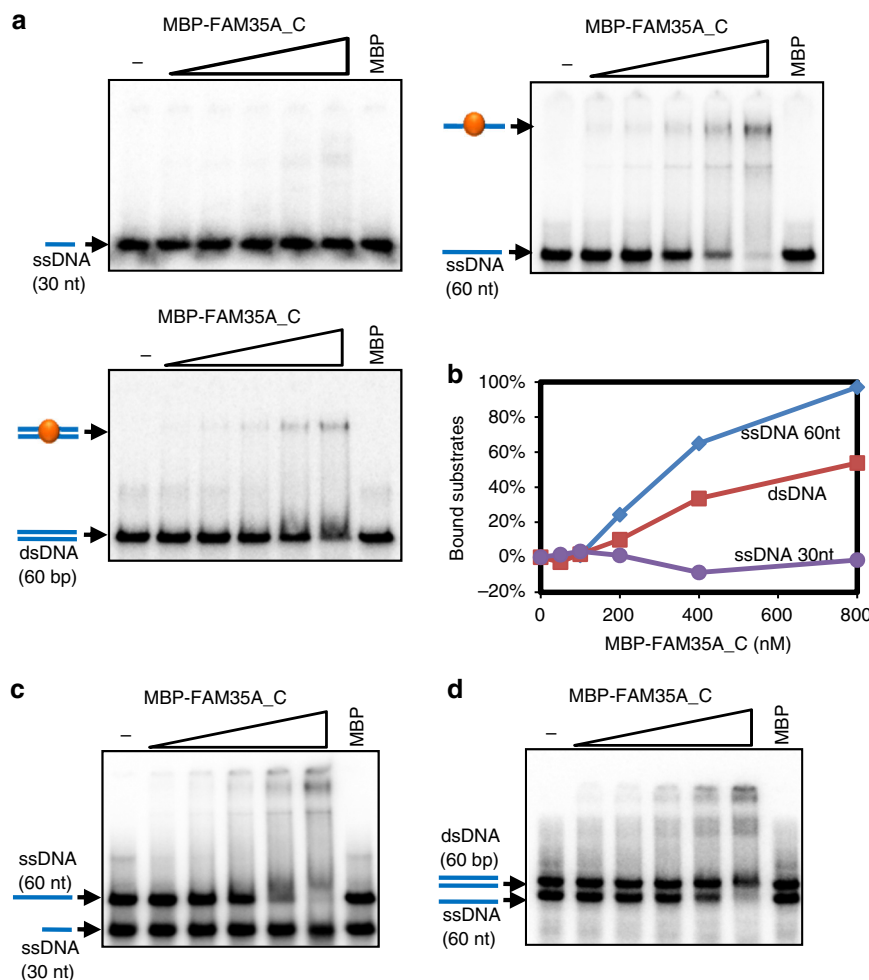 a
MBP-FAM35A_C
–
MBP
ssDNA
(30 nt)
MBP-FAM35A_C
–
MBP
ssDNA
(60 nt)
MBP-FAM35A_C
–
MBP
dsDNA
(60 bp)
b
100%
80%
60%
40%
20%
0%
–20%
Bound substrates
ssDNA 60nt
dsDNA
ssDNA 30nt
0 200 400 600 800
MBP-FAM35A_C (nM)
c
MBP-FAM35A_C
–
MBP
ssDNA
(60 nt)
ssDNA
(30 nt)
d
MBP-FAM35A_C
–
MBP
dsDNA
(60 bp)
ssDNA
(60 nt)